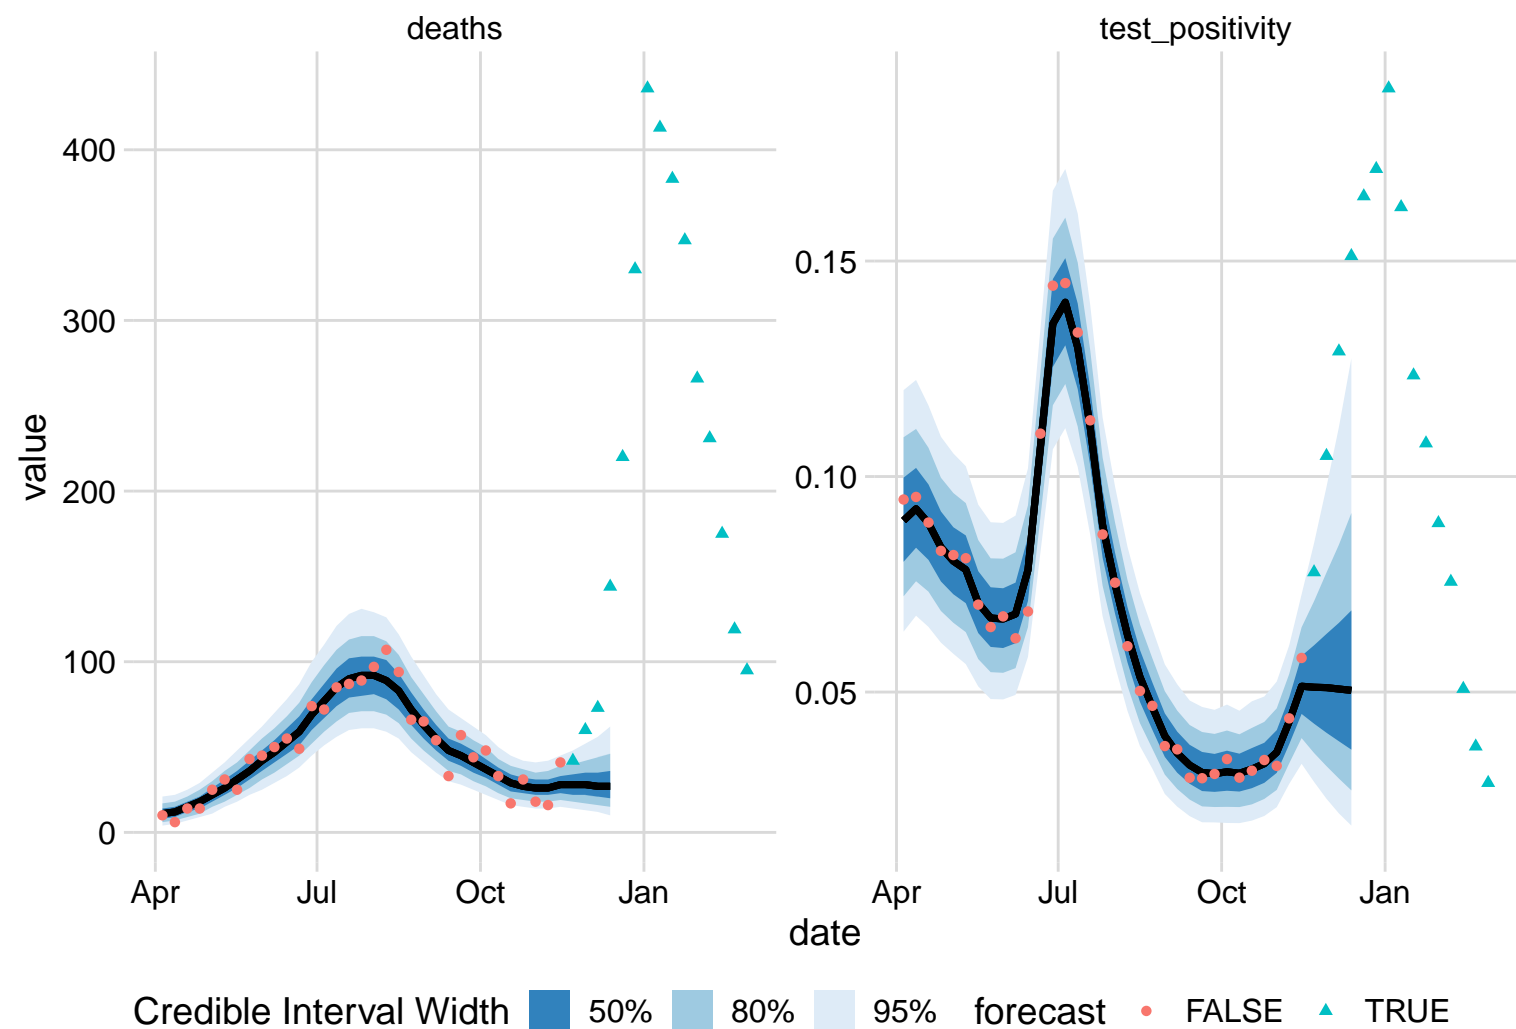 deaths
test_positivity
value
400
300
200
100
0
0.15
0.10
0.05
Apr Jul Oct Jan
Apr Jul Oct Jan
date
Credible Interval Width 50% 80% 95% forecast FALSE TRUE